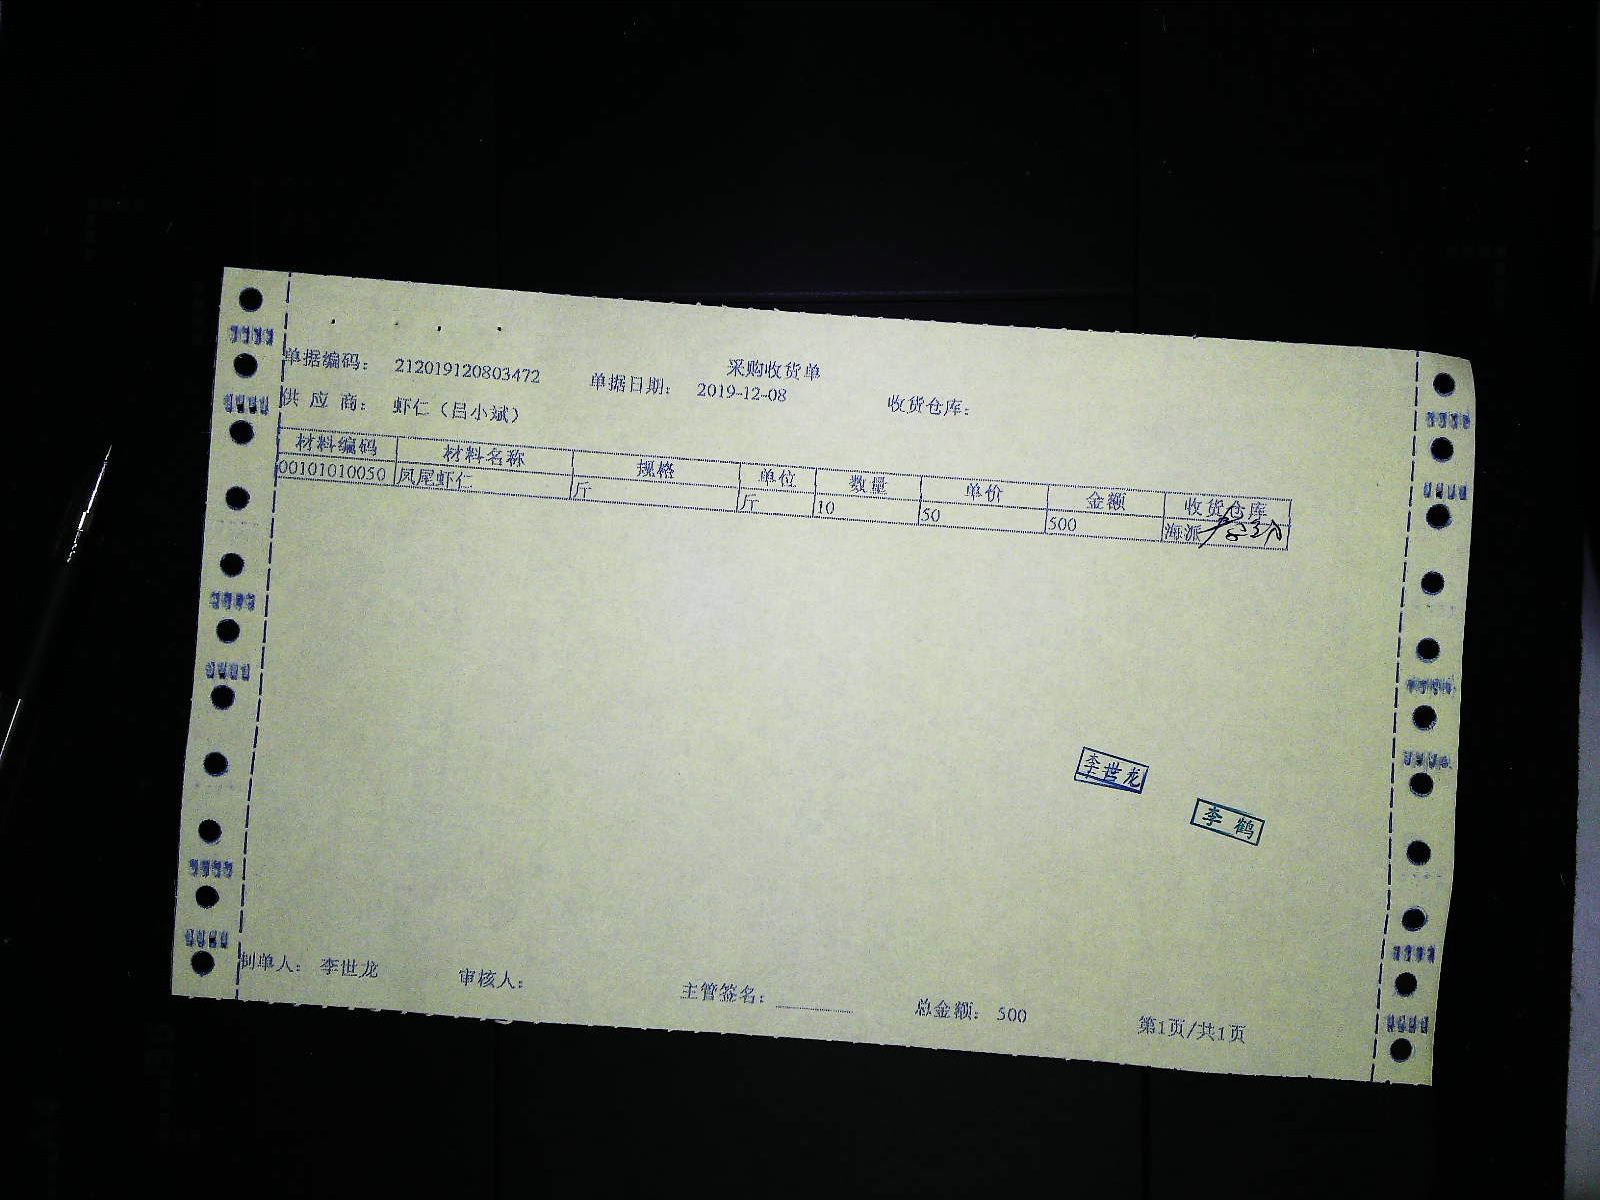 采购收货单
单据编码： 212019120803472 单据日期： 2019-12-08 收货仓库：
供 应 商： 虾仁（吕小斌）
材料编码 材料名称 规格 单位 数量 单价 金额 收货仓库
00101010050 凤尾虾仁 斤 斤 10 50 500 海派
李世龙
李 鹤
制单人： 李世龙 审核人： 主管签名： 总金额： 500 第1页/共1页